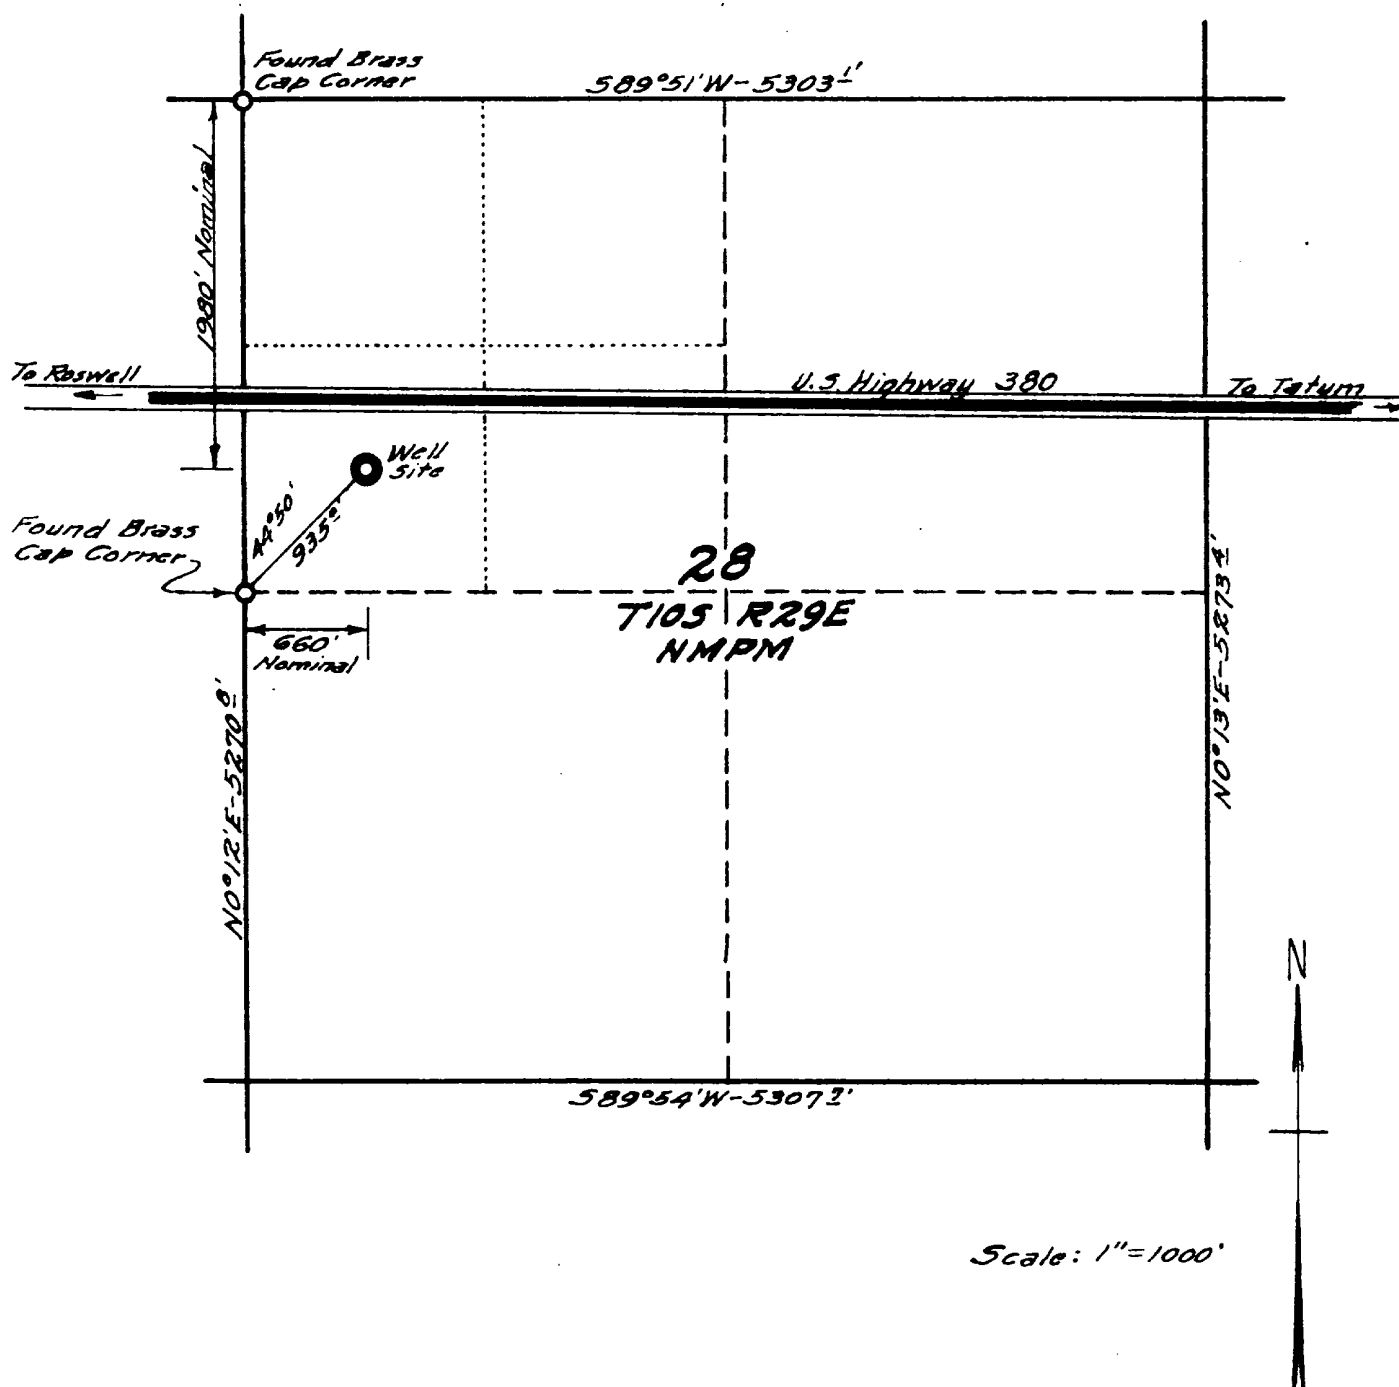 Found Brass
Cap Corner
S89°51'W-5303.1'
1980' Nominal
To Roswell
U.S. Highway 380
To Tatum
Well
Site
44°50'
935.0'
Found Brass
Cap Corner
28
T10S R29E
NMPM
660'
Nominal
N0°12'E-5270.8'
N0°13'E-5273.4'
S89°54'W-5307.7'
N
Scale: 1"=1000'